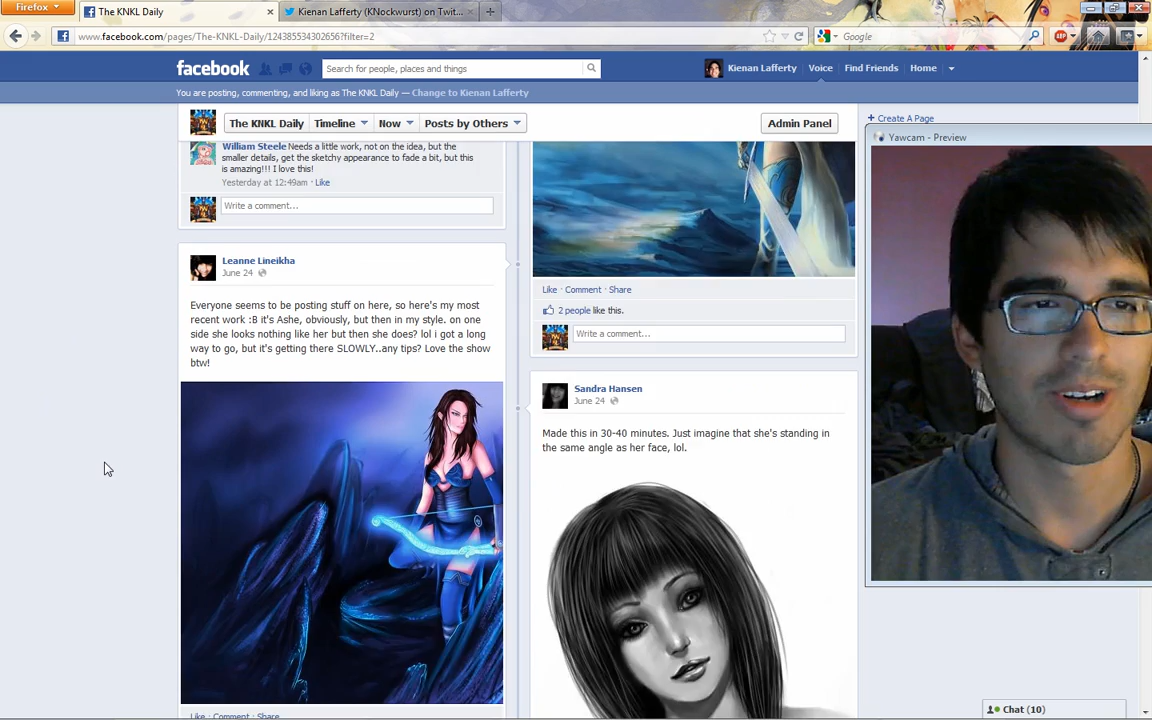 Firefox
The KNKL Daily
Kienan Lafferty (KNockwurst) on Twit...
www.facebook.com/pages/The-KNKL-Daily/124385534302656?filter=2
Google
ABP
facebook
Search for people, places and things
Kienan Lafferty
Voice
Find Friends
Home
You are posting, commenting, and liking as The KNKL Daily — Change to Kienan Lafferty
The KNKL Daily
Timeline
Now
Posts by Others
Admin Panel
+ Create A Page
Yawcam - Preview
William Steele Needs a little work, not on the idea, but the
smaller details, get the sketchy appearance to fade a bit, but this
is amazing!!! I love this!
Yesterday at 12:49am · Like
Write a comment...
Leanne Lineikha
June 24
Everyone seems to be posting stuff on here, so here's my most
recent work :B it's Ashe, obviously, but then in my style. on one
side she looks nothing like her but then she does? lol i got a long
way to go, but it's getting there SLOWLY..any tips? Love the show
btw!
Like · Comment · Share
Like · Comment · Share
2 people like this.
Write a comment...
Sandra Hansen
June 24
Made this in 30-40 minutes. Just imagine that she's standing in
the same angle as her face, lol.
Chat (10)